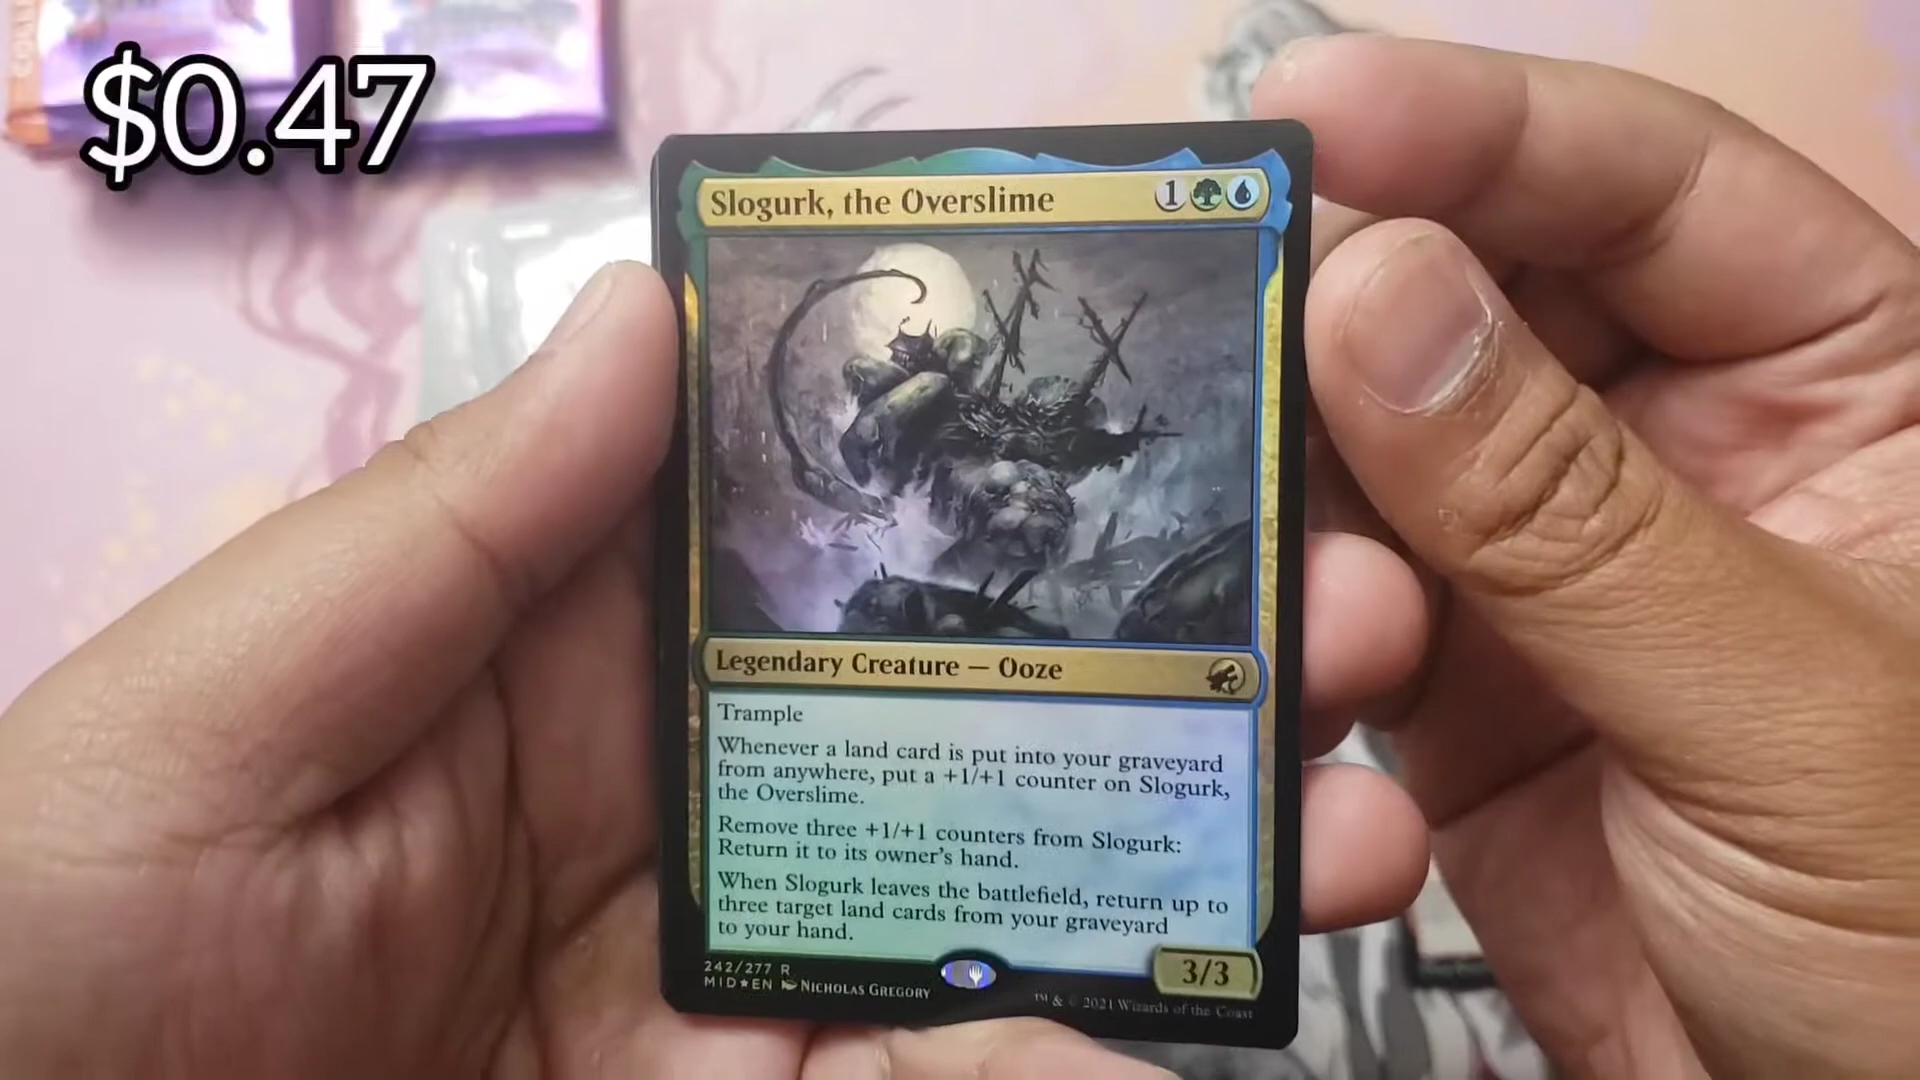 $0.47
Slogurk, the Overslime
1
Legendary Creature — Ooze
Trample
Whenever a land card is put into your graveyard
from anywhere, put a +1/+1 counter on Slogurk,
the Overslime.
Remove three +1/+1 counters from Slogurk:
Return it to its owner's hand.
When Slogurk leaves the battlefield, return up to
three target land cards from your graveyard
to your hand.
3/3
242/277 R
MID★EN NICHOLAS GREGORY
™ & © 2021 Wizards of the Coast